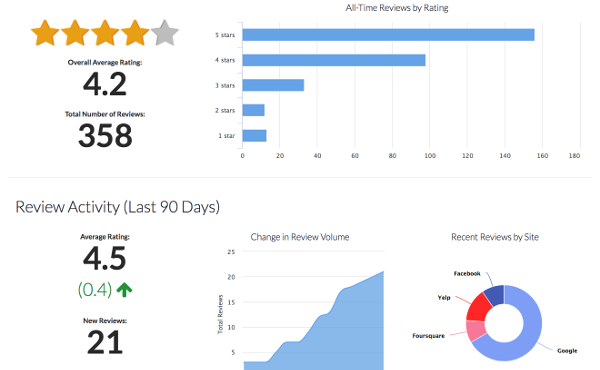 All-Time Reviews by Rating
Overall Average Rating:
4.2
Total Number of Reviews:
358
5 stars
4 stars
3 stars
2 stars
1 star
0 20 40 60 80 100 120 140 160 180
Review Activity (Last 90 Days)
Average Rating:
4.5
(0.4)
New Reviews:
21
Change in Review Volume
Total Reviews
25
20
15
10
5
Recent Reviews by Site
Facebook
Yelp
Foursquare
Google